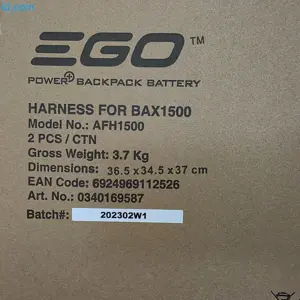 EGO™
POWER+ BACKPACK BATTERY
HARNESS FOR BAX1500
Model No.: AFH1500
2 PCS / CTN
Gross Weight: 3.7 Kg
Dimensions: 36.5 x 34.5 x 37 cm
EAN Code: 6924969112526
Art. No.: 0340169587
Batch#: 202302W1